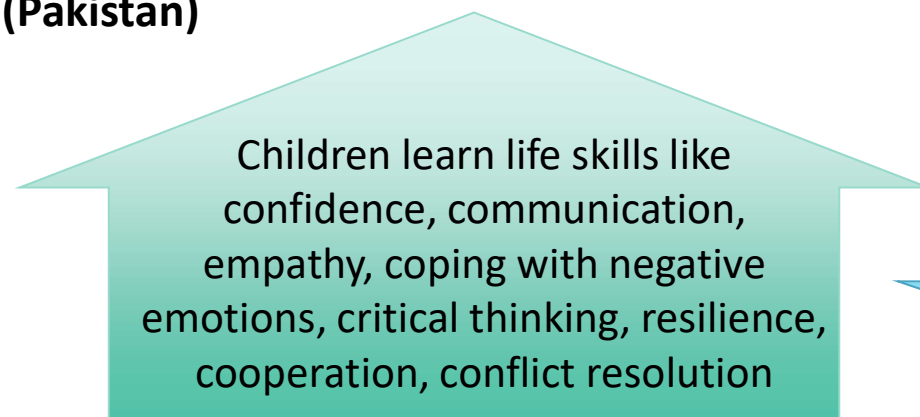 (Pakistan)
Children learn life skills like
confidence, communication,
empathy, coping with negative
emotions, critical thinking, resilience,
cooperation, conflict resolution